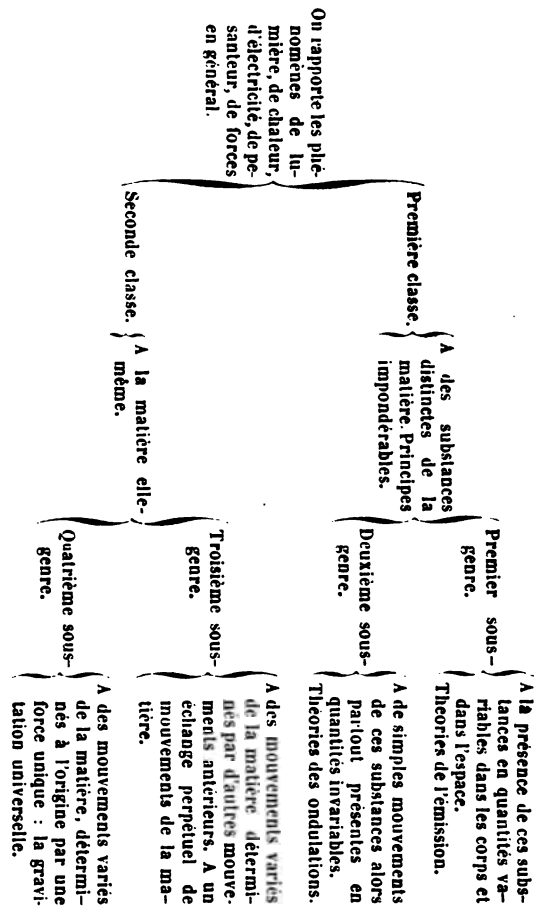 On rapporte les phé-
nomènes de lu-
mière, de chaleur,
d'électricité, de pe-
santeur, de forces
en général.
Première classe.
A des substances
distinctes de la
matière. Principes
impondérables.
Premier sous-
genre.
A la présence de ces subs-
tances en quantités va-
riables dans les corps et
dans l'espace.
Théories de l'émission.
Deuxième sous-
genre.
A de simples mouvements
de ces substances alors
partout présentes en
quantités invariables.
Théories des ondulations.
Seconde classe.
A la matière elle-
même.
Troisième sous-
genre.
A des mouvements variés
de la matière détermi-
nés par d'autres mouve-
ments antérieurs. A un
échange perpétuel de
mouvements de la ma-
tière.
Quatrième sous-
genre.
A des mouvements variés
de la matière, détermi-
nés à l'origine par une
force unique : la gravi-
tation universelle.